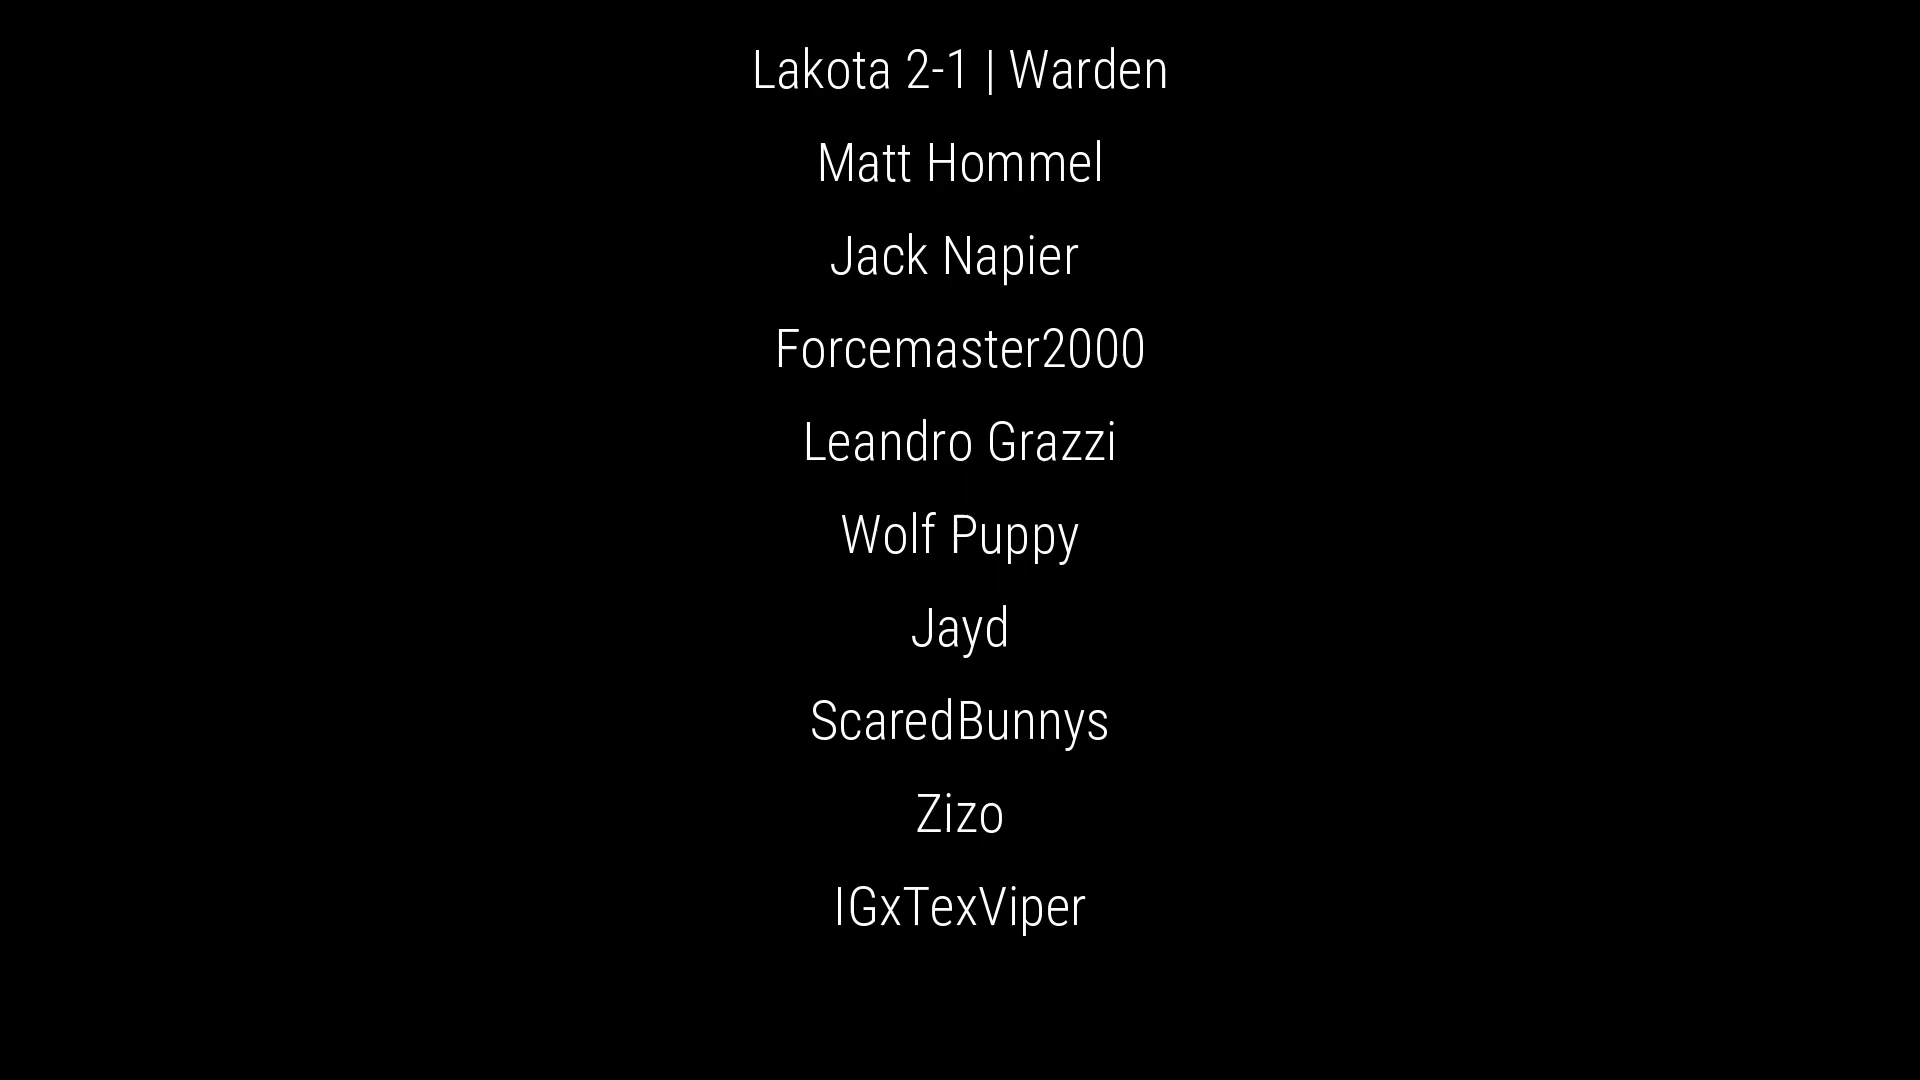 Lakota 2-1 | Warden
Matt Hommel
Jack Napier
Forcemaster2000
Leandro Grazzi
Wolf Puppy
Jayd
ScaredBunnys
Zizo
IGxTexViper